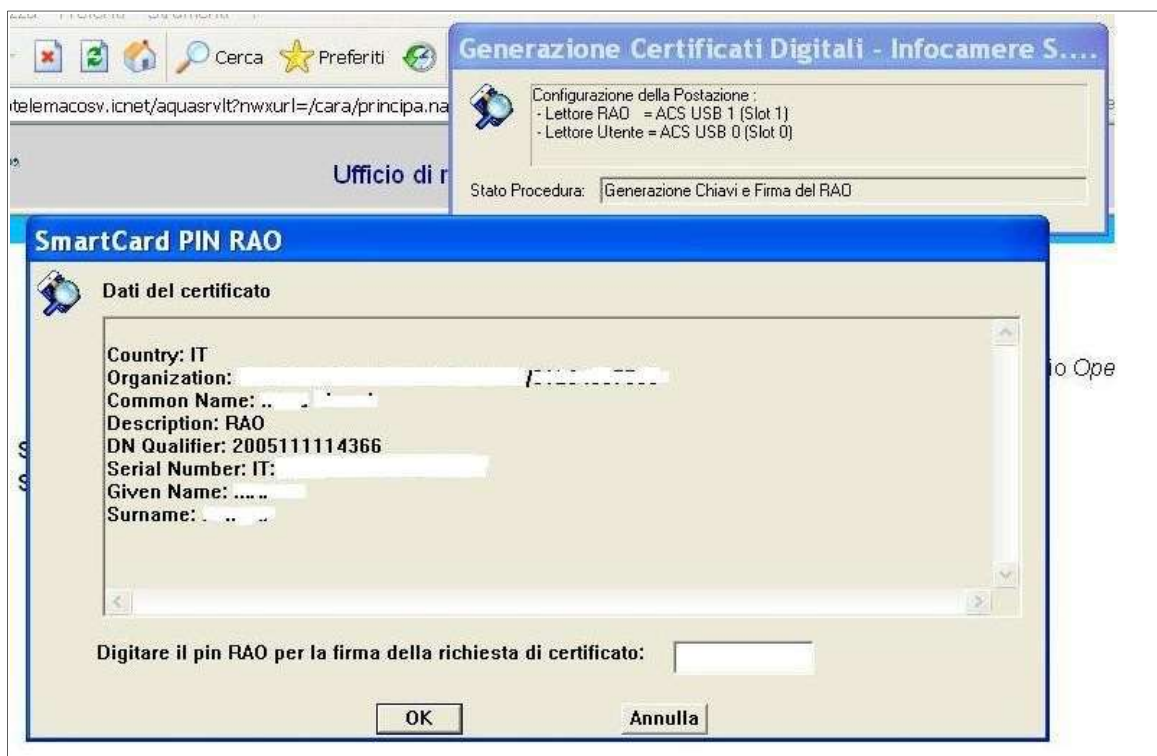 Cerca Preferiti
Generazione Certificati Digitali - Infocamere S....
telemacosv.icnet/aquasrvlt?nwxurl=/cara/principa.na
Configurazione della Postazione :
- Lettore RAO = ACS USB 1 (Slot 1)
- Lettore Utente = ACS USB 0 (Slot 0)
Ufficio di r
Stato Procedura: Generazione Chiavi e Firma del RAO
SmartCard PIN RAO
Dati del certificato
Country: IT
Organization:
Common Name:
Description: RAO
DN Qualifier: 2005111114366
Serial Number: IT:
Given Name:
Surname:
io Ope
S
S
Digitare il pin RAO per la firma della richiesta di certificato:
OK Annulla